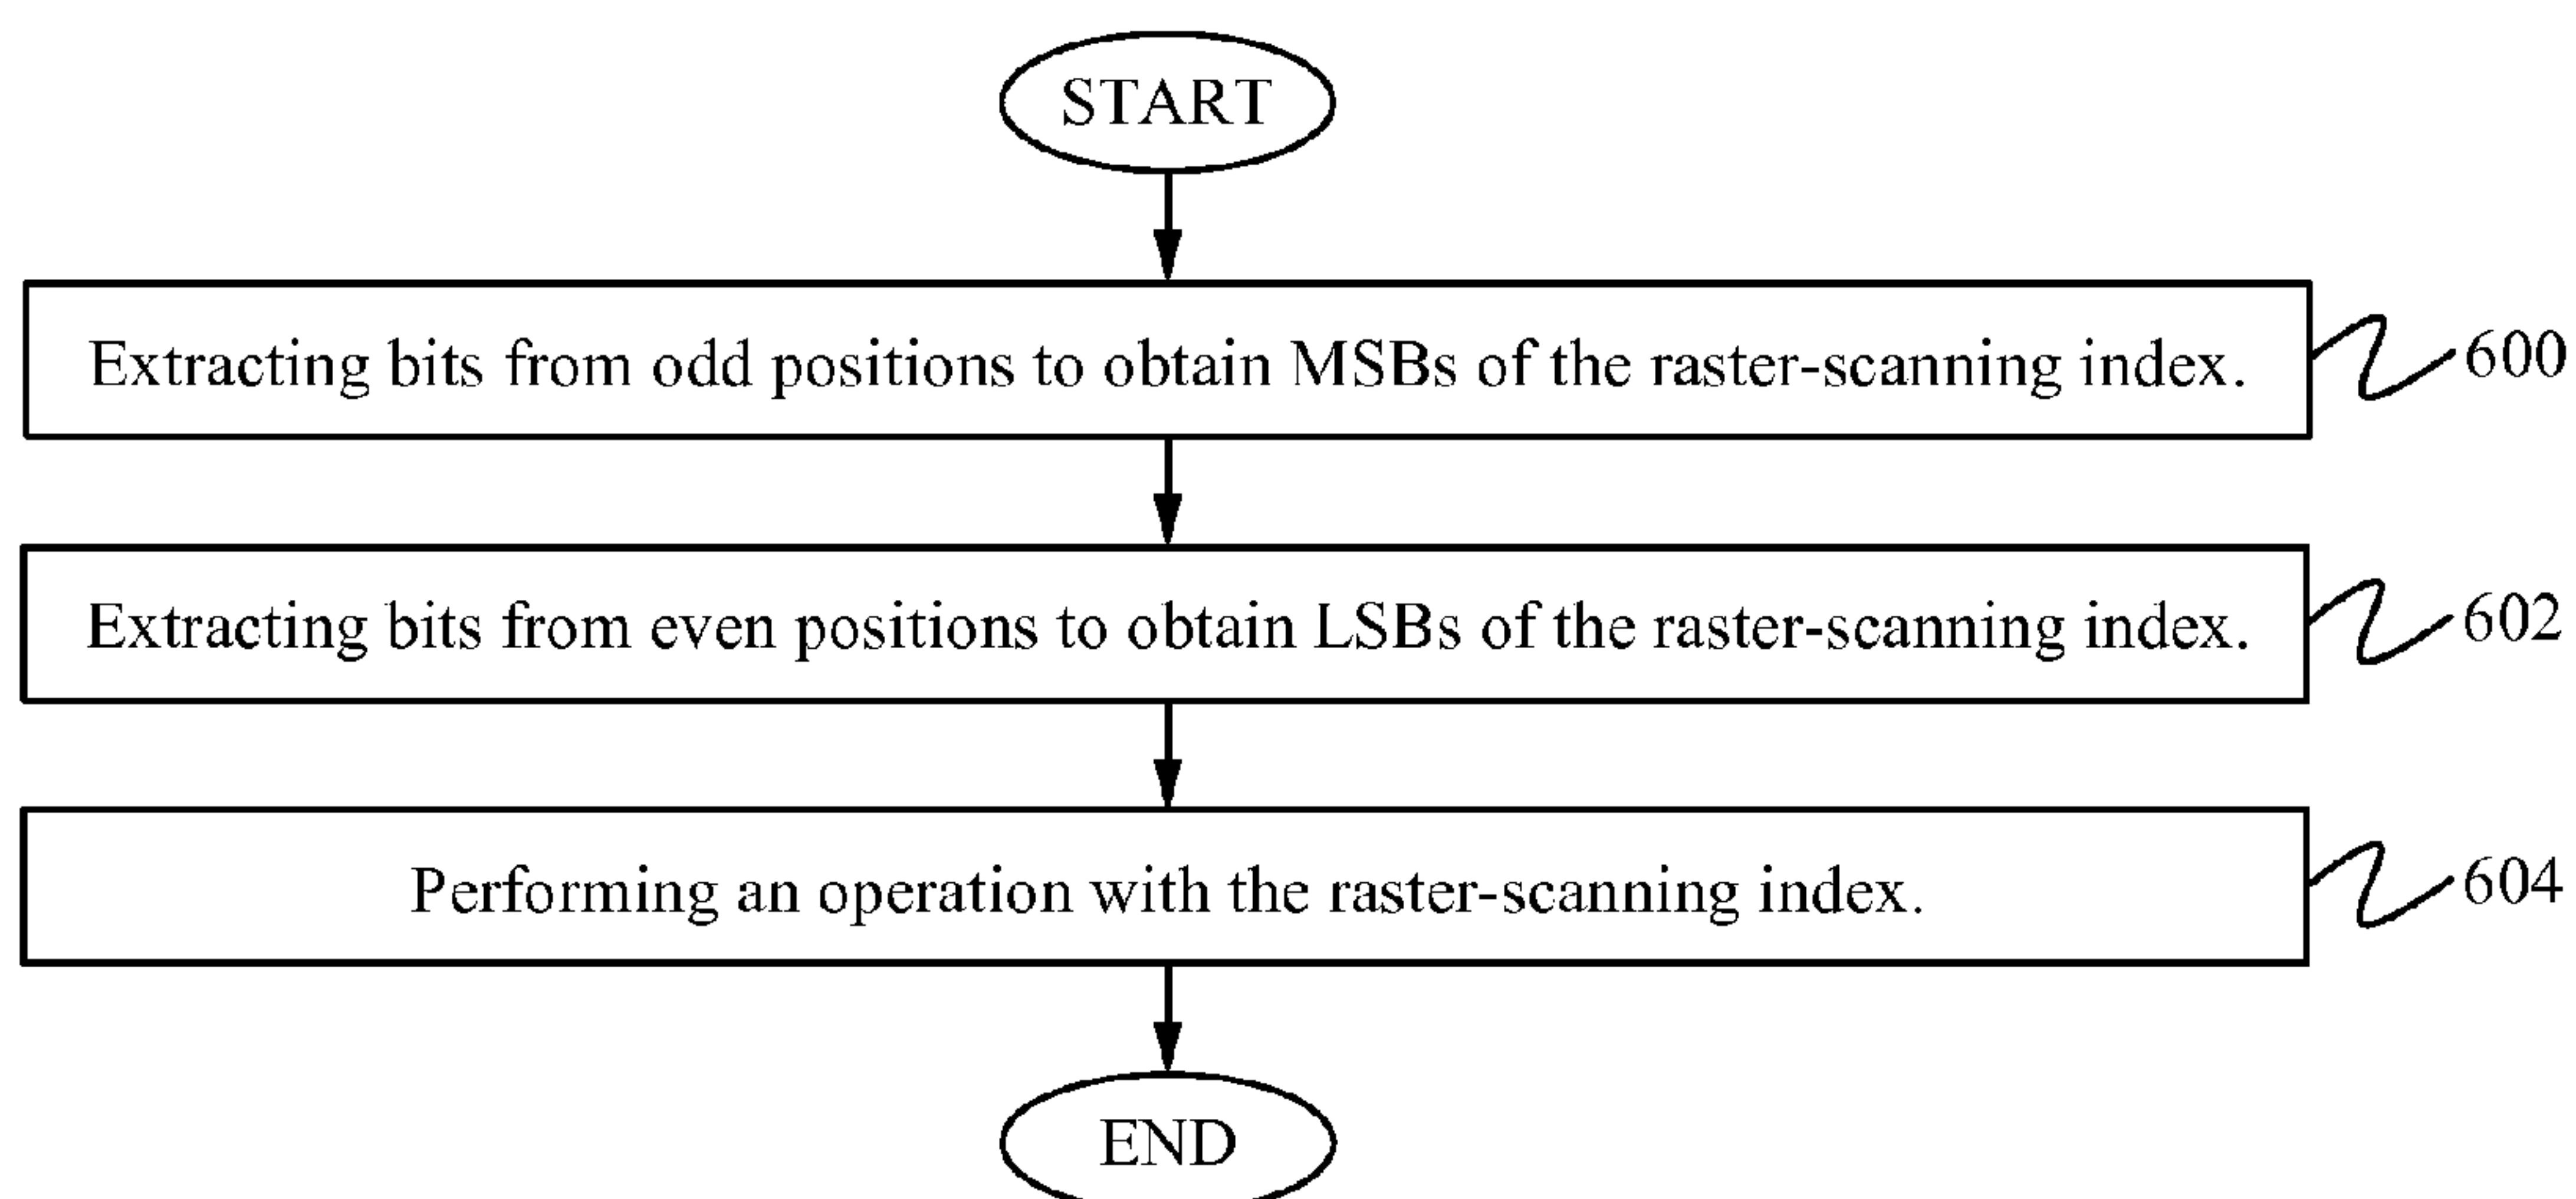 START
Extracting bits from odd positions to obtain MSBs of the raster-scanning index.
600
Extracting bits from even positions to obtain LSBs of the raster-scanning index.
602
Performing an operation with the raster-scanning index.
604
END